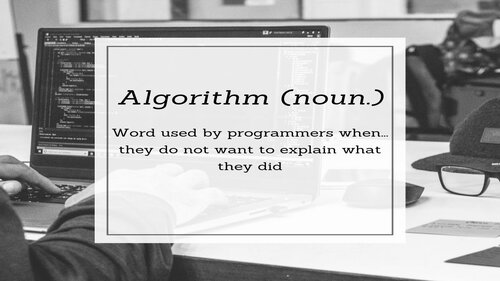 Algorithm (noun.)
Word used by programmers when...
they do not want to explain what
they did